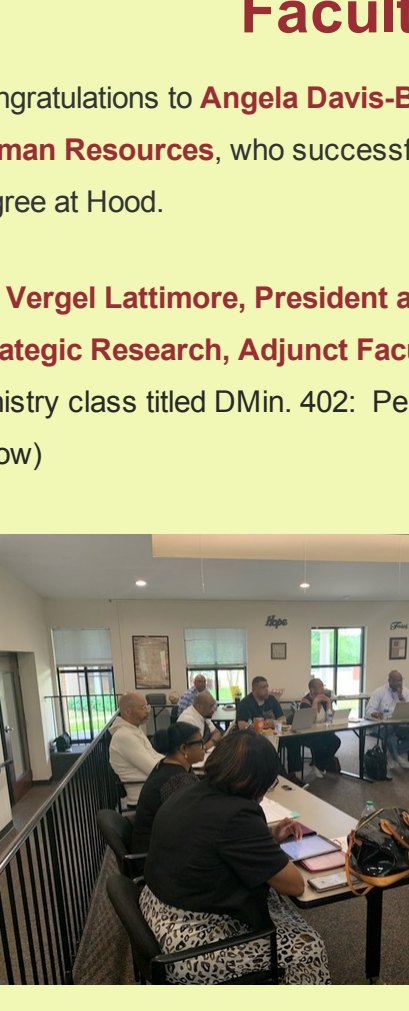 Facult
ngratulations to Angela Davis-B
man Resources, who successf
gree at Hood.
Vergel Lattimore, President a
ategic Research, Adjunct Facu
nistry class titled DMin. 402:  Pe
ow)
Hope